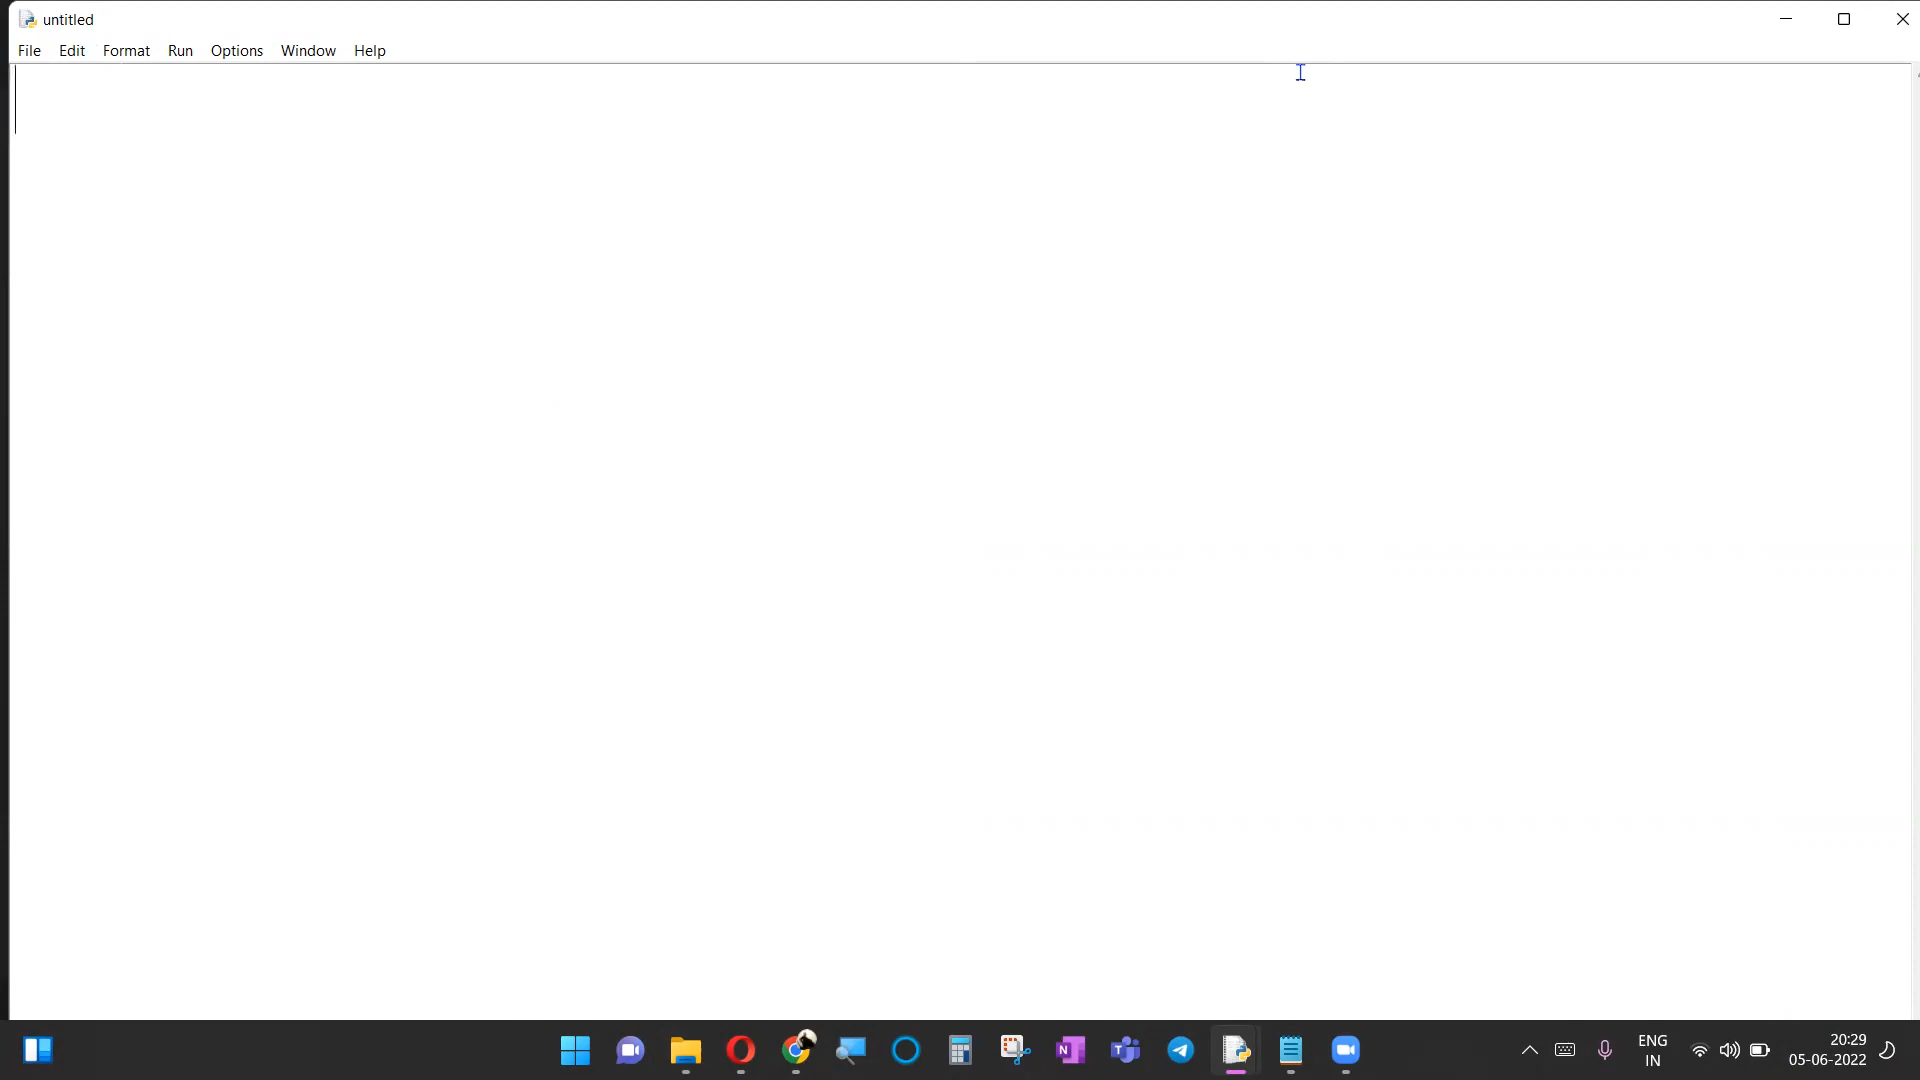 untitled
File Edit Format Run Options Window Help
N T ENG 20:29
IN 05-06-2022